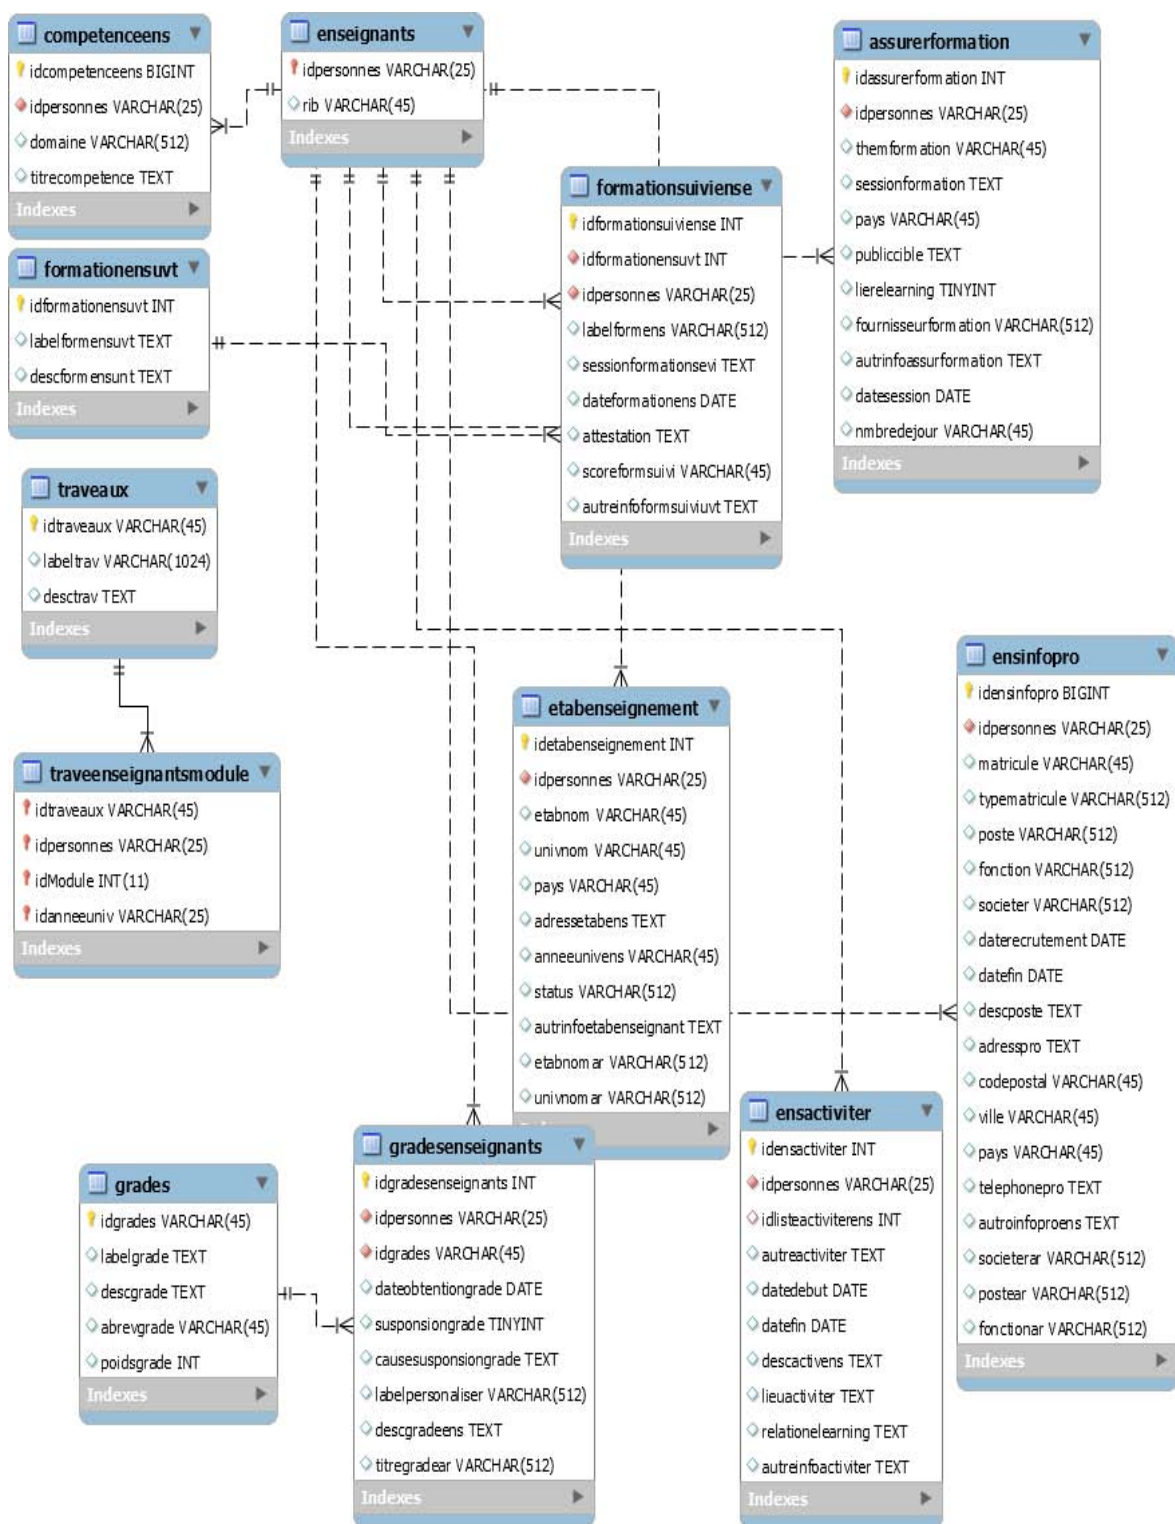 competenceens
idcompetenceens BIGINT
idpersonnes VARCHAR(25)
domaine VARCHAR(512)
titrecompetence TEXT
Indexes
enseignants
idpersonnes VARCHAR(25)
rib VARCHAR(45)
Indexes
assurerformation
idassurerformation INT
idpersonnes VARCHAR(25)
themformation VARCHAR(45)
sessionformation TEXT
pays VARCHAR(45)
publiccible TEXT
lierelearning TINYINT
fournisseurformation VARCHAR(512)
autrinfoassurformation TEXT
datesession DATE
nmbredejour VARCHAR(45)
Indexes
formationensuvt
idformationensuvt INT
labelformensuvt TEXT
descformensunt TEXT
Indexes
formationsuiviense
idformationsuiviense INT
idformationensuvt INT
idpersonnes VARCHAR(25)
labelformens VARCHAR(512)
sessionformationsevi TEXT
dateformationens DATE
attestation TEXT
scoreformsuivi VARCHAR(45)
autreinfoformsuiviuvt TEXT
Indexes
traveaux
idtraveaux VARCHAR(45)
labeltrav VARCHAR(1024)
desctrav TEXT
Indexes
traveenseignantsmodule
idtraveaux VARCHAR(45)
idpersonnes VARCHAR(25)
idModule INT(11)
idanneeuniv VARCHAR(25)
Indexes
etabenseignement
idetabenseignement INT
idpersonnes VARCHAR(25)
etabnom VARCHAR(45)
univnom VARCHAR(45)
pays VARCHAR(45)
adressetabens TEXT
anneeunivens VARCHAR(45)
status VARCHAR(512)
autrinfoetabenseignant TEXT
etabnomar VARCHAR(512)
univnomar VARCHAR(512)
ensinfopro
idensinfopro BIGINT
idpersonnes VARCHAR(25)
matricule VARCHAR(45)
typematricule VARCHAR(512)
poste VARCHAR(512)
fonction VARCHAR(512)
societer VARCHAR(512)
daterecrutement DATE
datefin DATE
descposte TEXT
adresspro TEXT
codepostal VARCHAR(45)
ville VARCHAR(45)
pays VARCHAR(45)
telephonepro TEXT
autroinfoproens TEXT
societerar VARCHAR(512)
postear VARCHAR(512)
fonctionar VARCHAR(512)
Indexes
grades
idgrades VARCHAR(45)
labelgrade TEXT
descgrade TEXT
abrevgrade VARCHAR(45)
poidsgrade INT
Indexes
gradesenseignants
idgradesenseignants INT
idpersonnes VARCHAR(25)
idgrades VARCHAR(45)
dateobtentiongrade DATE
susponsiongrade TINYINT
causesusponsiongrade TEXT
labelpersonaliser VARCHAR(512)
descgradeens TEXT
titregradear VARCHAR(512)
Indexes
ensactiviter
idensactiviter INT
idpersonnes VARCHAR(25)
idlisteactiviterens INT
autreactiviter TEXT
datedebut DATE
datefin DATE
descactivens TEXT
lieuactiviter TEXT
relationelearning TEXT
autreinfoactiviter TEXT
Indexes